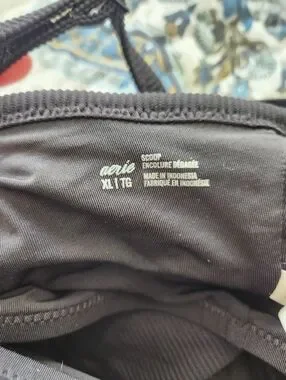 aerie
XL | TG
SCOOP
ENCOLURE DÉGAGÉE
MADE IN INDONESIA
FABRIQUÉ EN INDONÉSIE